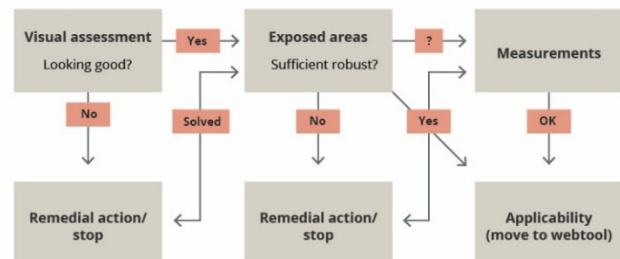 Visual assessment
Looking good?
Yes
Exposed areas
Sufficient robust?
?
Measurements
No
Solved
No
Yes
OK
Remedial action/
stop
Remedial action/
stop
Applicability
(move to webtool)